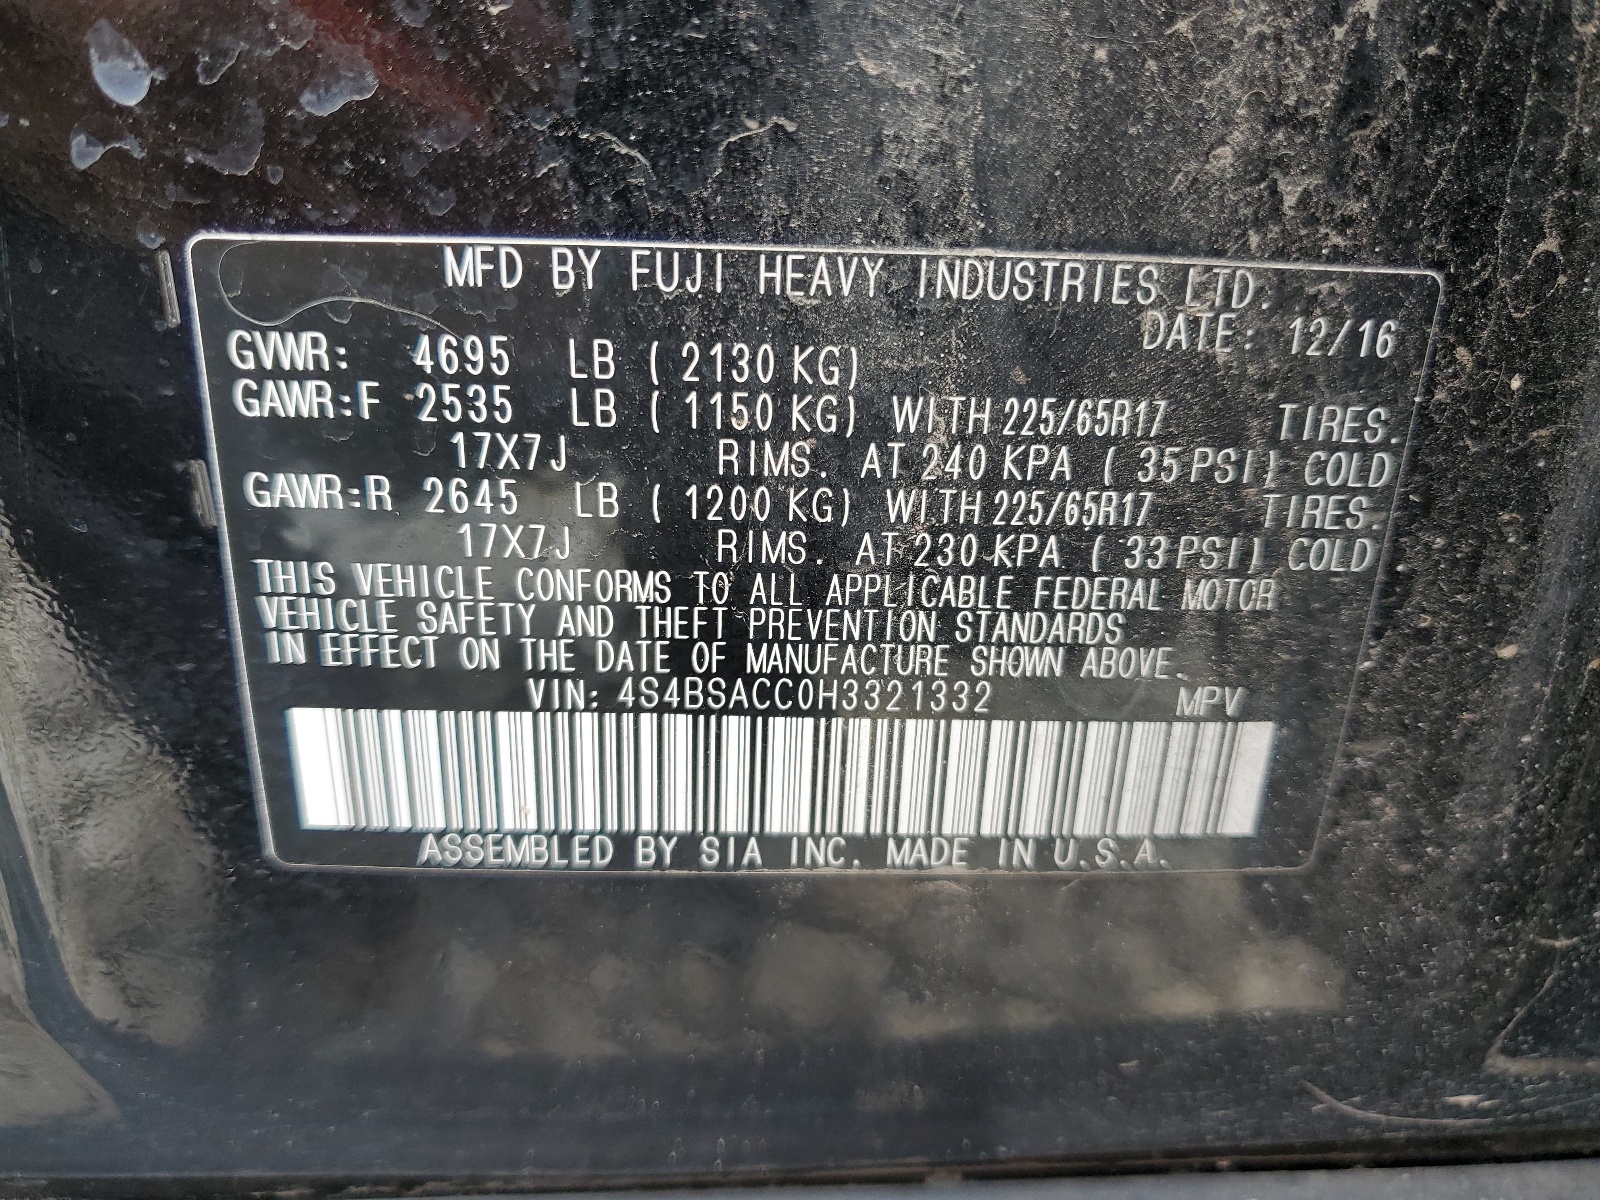 MFD BY FUJI HEAVY INDUSTRIES LTD.
DATE: 12/16
GVWR: 4695 LB ( 2130 KG)
GAWR:F 2535 LB ( 1150 KG) WITH 225/65R17 TIRES.
17X7J RIMS. AT 240 KPA ( 35PSI) COLD
GAWR:R 2645 LB ( 1200 KG) WITH 225/65R17 TIRES.
17X7J RIMS. AT 230 KPA ( 33PSI) COLD
THIS VEHICLE CONFORMS TO ALL APPLICABLE FEDERAL MOTOR
VEHICLE SAFETY AND THEFT PREVENTION STANDARDS
IN EFFECT ON THE DATE OF MANUFACTURE SHOWN ABOVE.
VIN: 4S4BSACC0H3321332 MPV
ASSEMBLED BY SIA INC. MADE IN U.S.A.